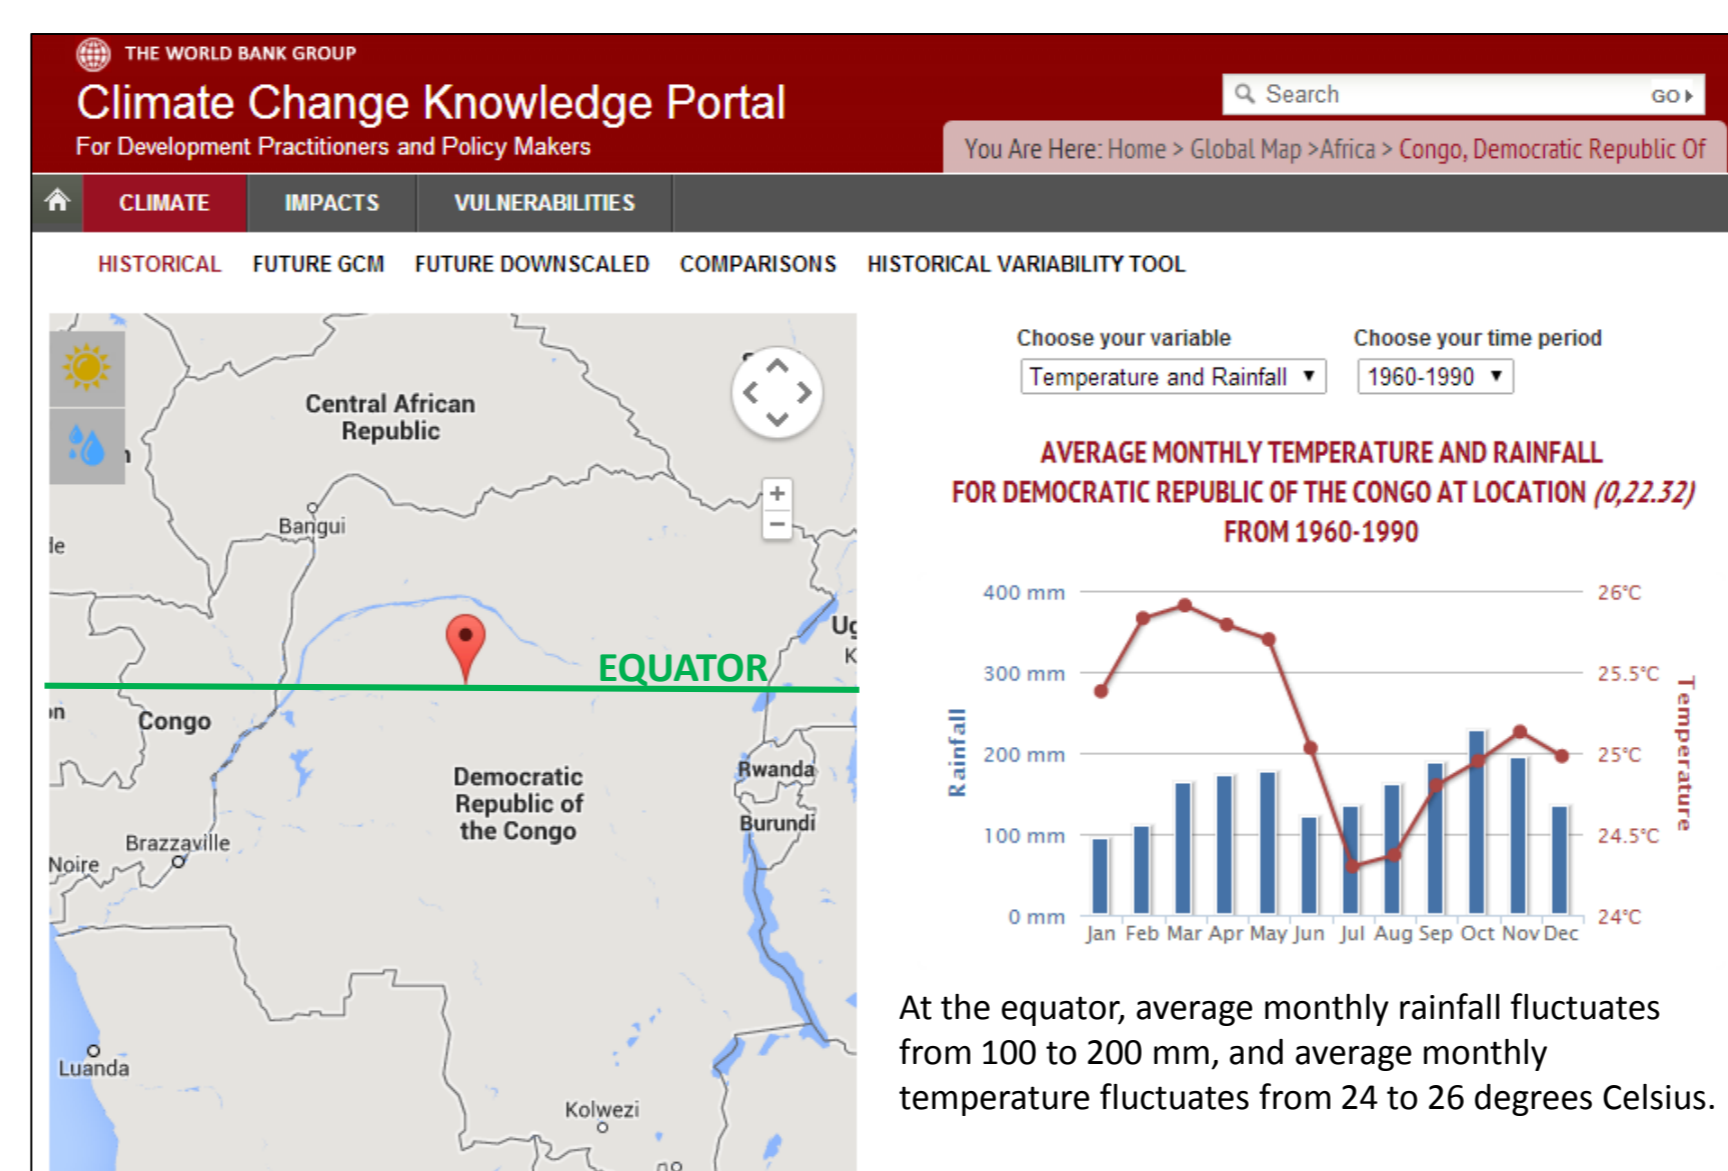 THE WORLD BANK GROUP
Climate Change Knowledge Portal
For Development Practitioners and Policy Makers
Search GO
You Are Here: Home > Global Map >Africa > Congo, Democratic Republic Of
CLIMATE IMPACTS VULNERABILITIES
HISTORICAL FUTURE GCM FUTURE DOWNSCALED COMPARISONS HISTORICAL VARIABILITY TOOL
Central African
Republic
Bangui
EQUATOR
Congo
Democratic
Republic of
the Congo
Rwanda
Burundi
Brazzaville
Noire
Luanda
Kolwezi
Choose your variable Choose your time period
Temperature and Rainfall 1960-1990
AVERAGE MONTHLY TEMPERATURE AND RAINFALL
FOR DEMOCRATIC REPUBLIC OF THE CONGO AT LOCATION (0,22.32)
FROM 1960-1990
400 mm 26°C
300 mm 25.5°C
200 mm 25°C
100 mm 24.5°C
0 mm 24°C
Rainfall
Temperature
Jan Feb Mar Apr May Jun Jul Aug Sep Oct Nov Dec
At the equator, average monthly rainfall fluctuates
from 100 to 200 mm, and average monthly
temperature fluctuates from 24 to 26 degrees Celsius.